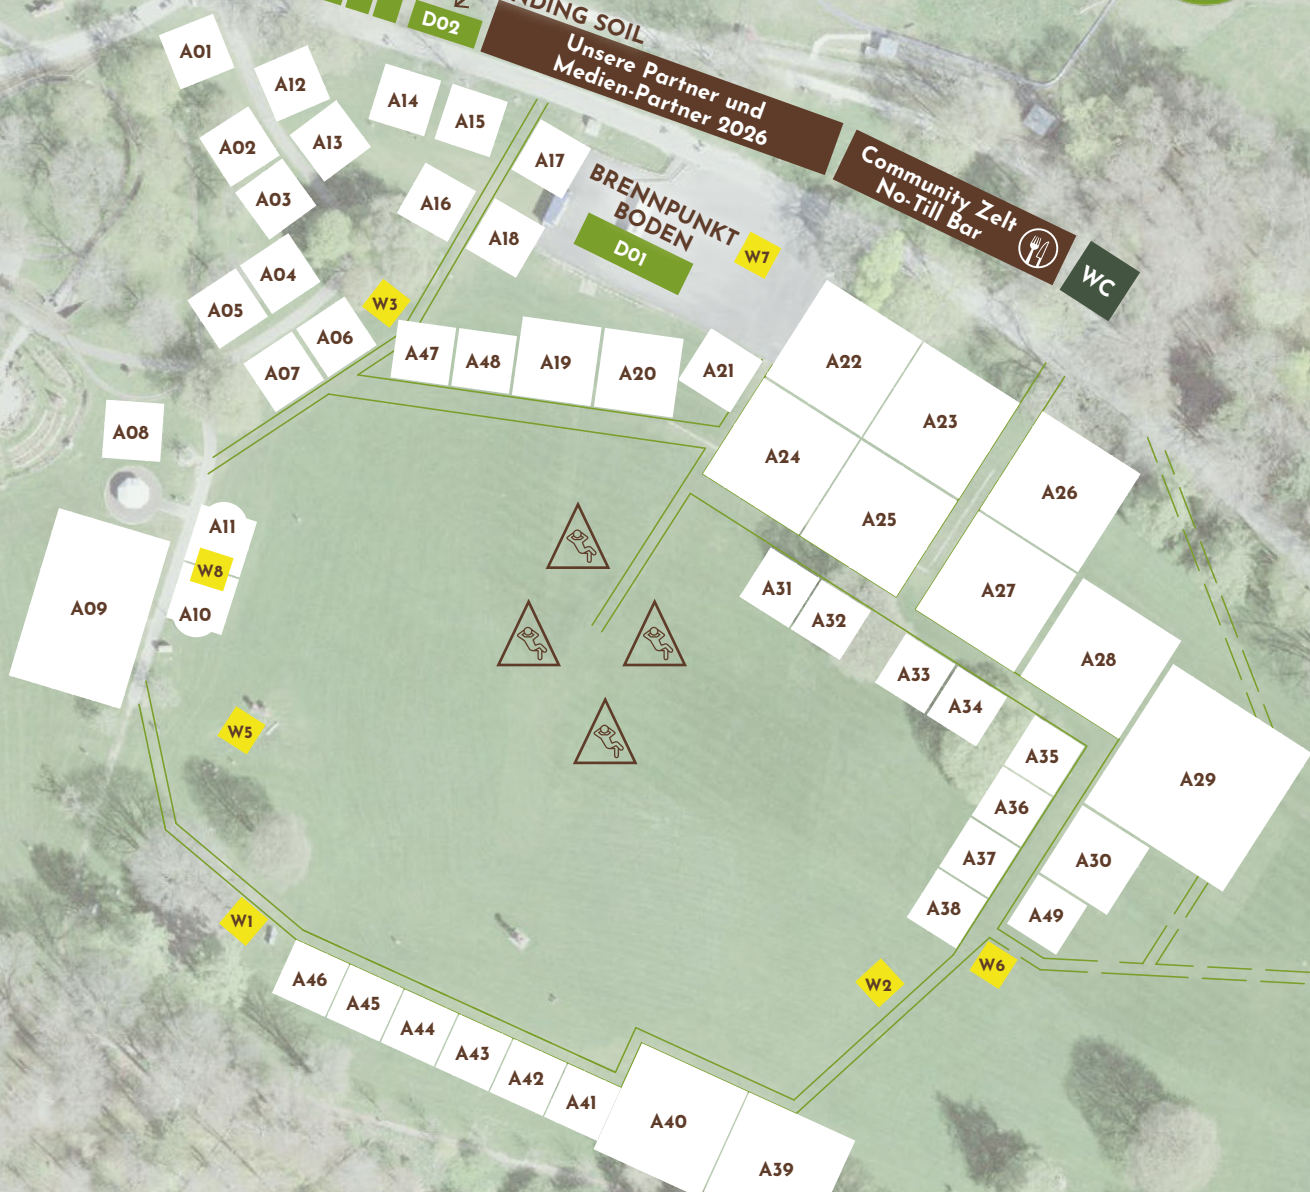 NDING SOIL
D02
Unsere Partner und
Medien-Partner 2026
Community Zelt
No-Till Bar
WC
BRENNPUNKT
BODEN
D01
W7
A01
A12
A14
A15
A02
A13
A17
A03
A16
A18
A04
A05
W3
A06
A07
A47
A48
A19
A20
A21
A22
A23
A24
A25
A26
A27
A08
A11
W8
A10
A09
A31
A32
A33
A34
A28
A29
A35
A36
A37
A38
A30
A49
W5
W1
W2
W6
A46
A45
A44
A43
A42
A41
A40
A39